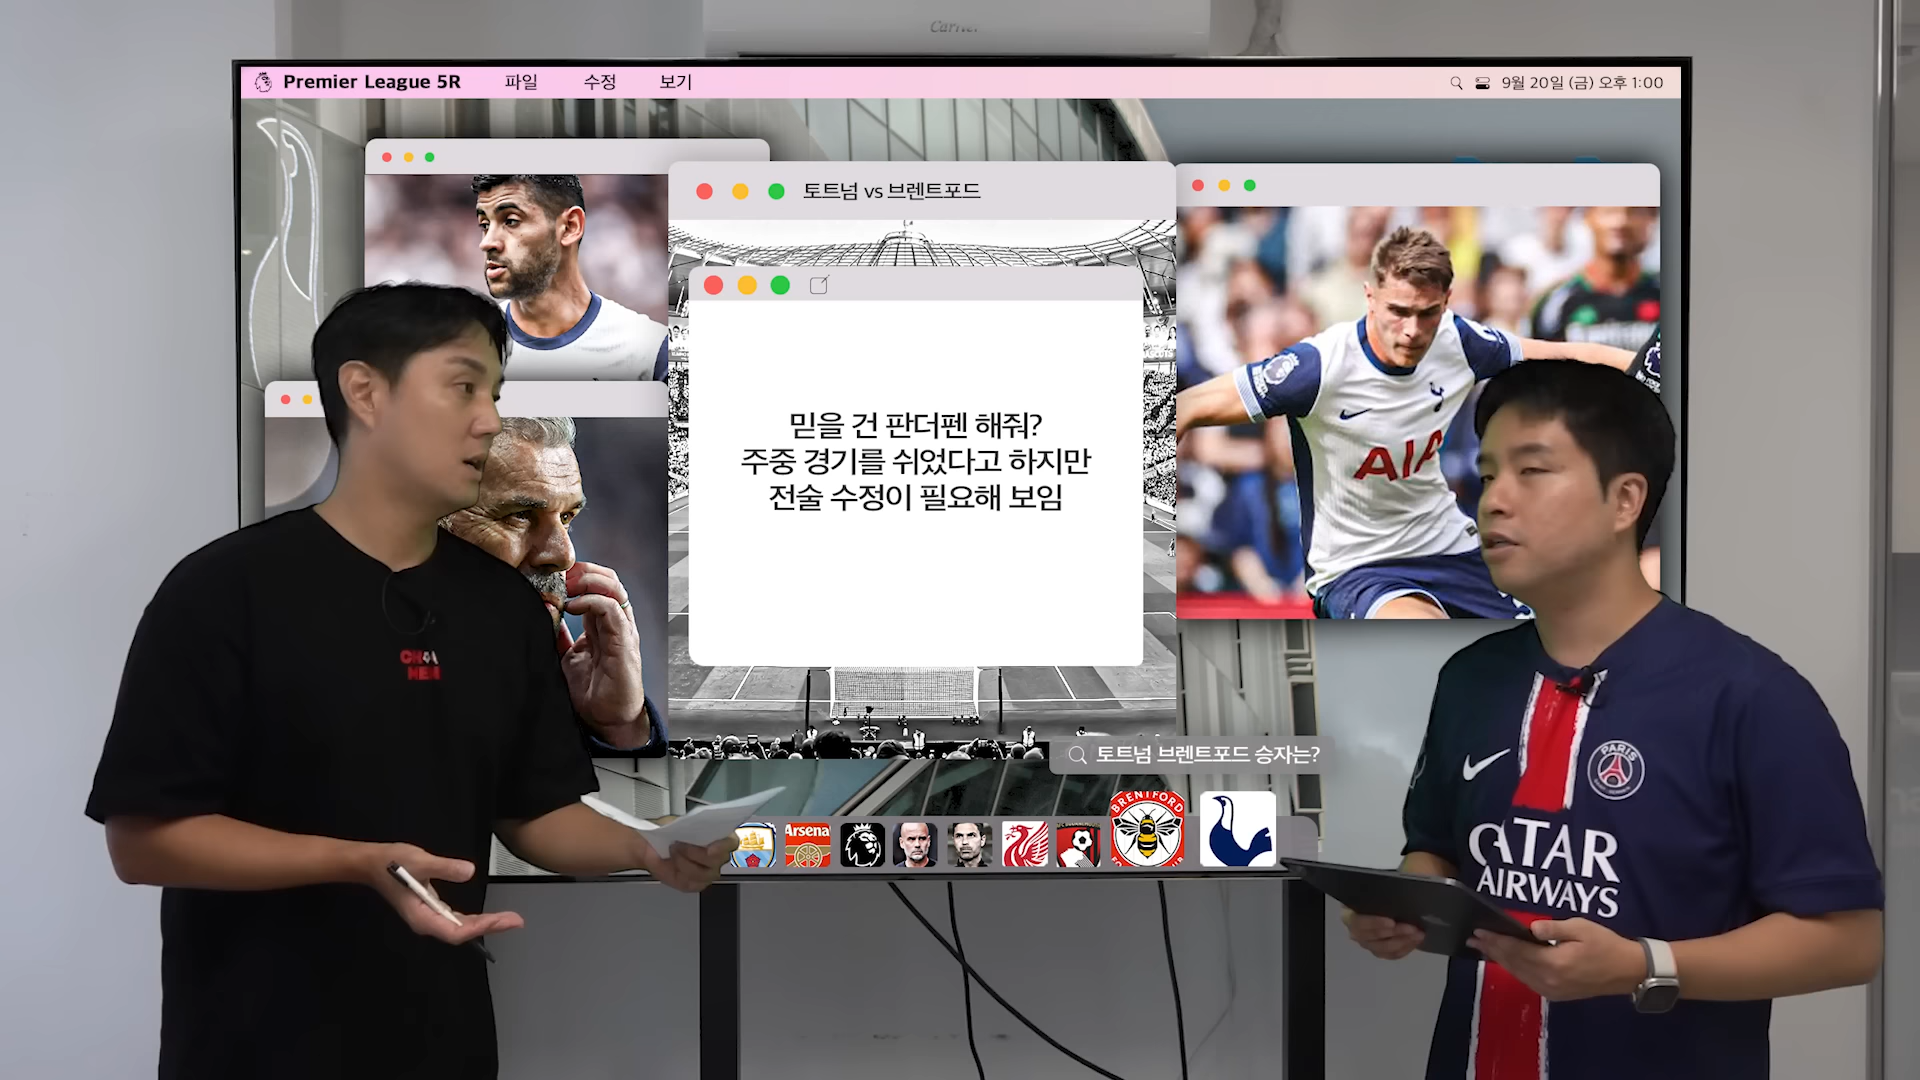 Carrier
Premier League 5R 파일 수정 보기
9월 20일 (금) 오후 1:00
토트넘 vs 브렌트포드
믿을 건 판더펜 해줘?
주중 경기를 쉬었다고 하지만
전술 수정이 필요해 보임
AIA
토트넘 브렌트포드 승자는?
BRENTFORD
Arsenal
PARIS
QATAR
AIRWAYS